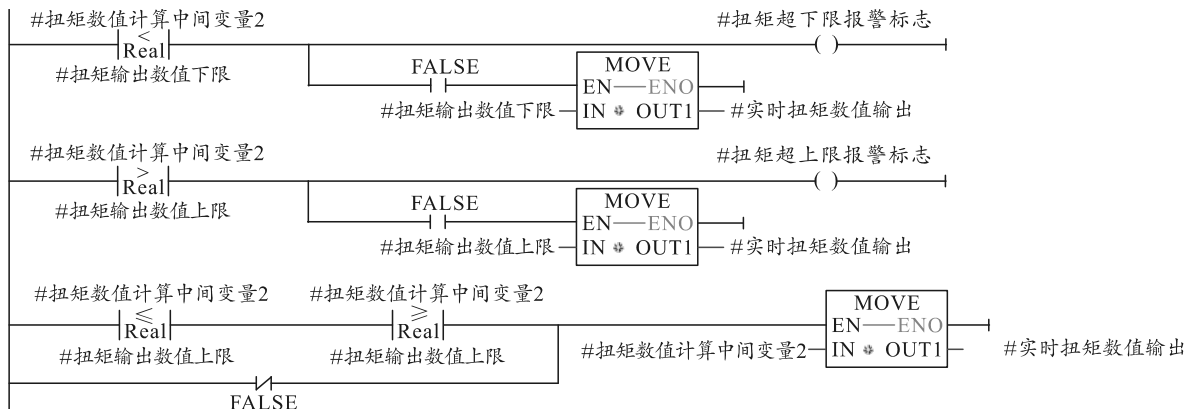 #扭矩数值计算中间变量2
#扭矩超下限报警标志
<
Real
#扭矩输出数值下限
FALSE
MOVE
EN ENO
#扭矩输出数值下限 IN OUT1 #实时扭矩数值输出
#扭矩数值计算中间变量2
#扭矩超上限报警标志
>
Real
#扭矩输出数值上限
FALSE
MOVE
EN ENO
#扭矩输出数值上限 IN OUT1 #实时扭矩数值输出
#扭矩数值计算中间变量2 #扭矩数值计算中间变量2
MOVE
≤ ≥
Real Real
EN ENO
#扭矩输出数值上限 #扭矩输出数值上限
#扭矩数值计算中间变量2 IN OUT1 #实时扭矩数值输出
FALSE